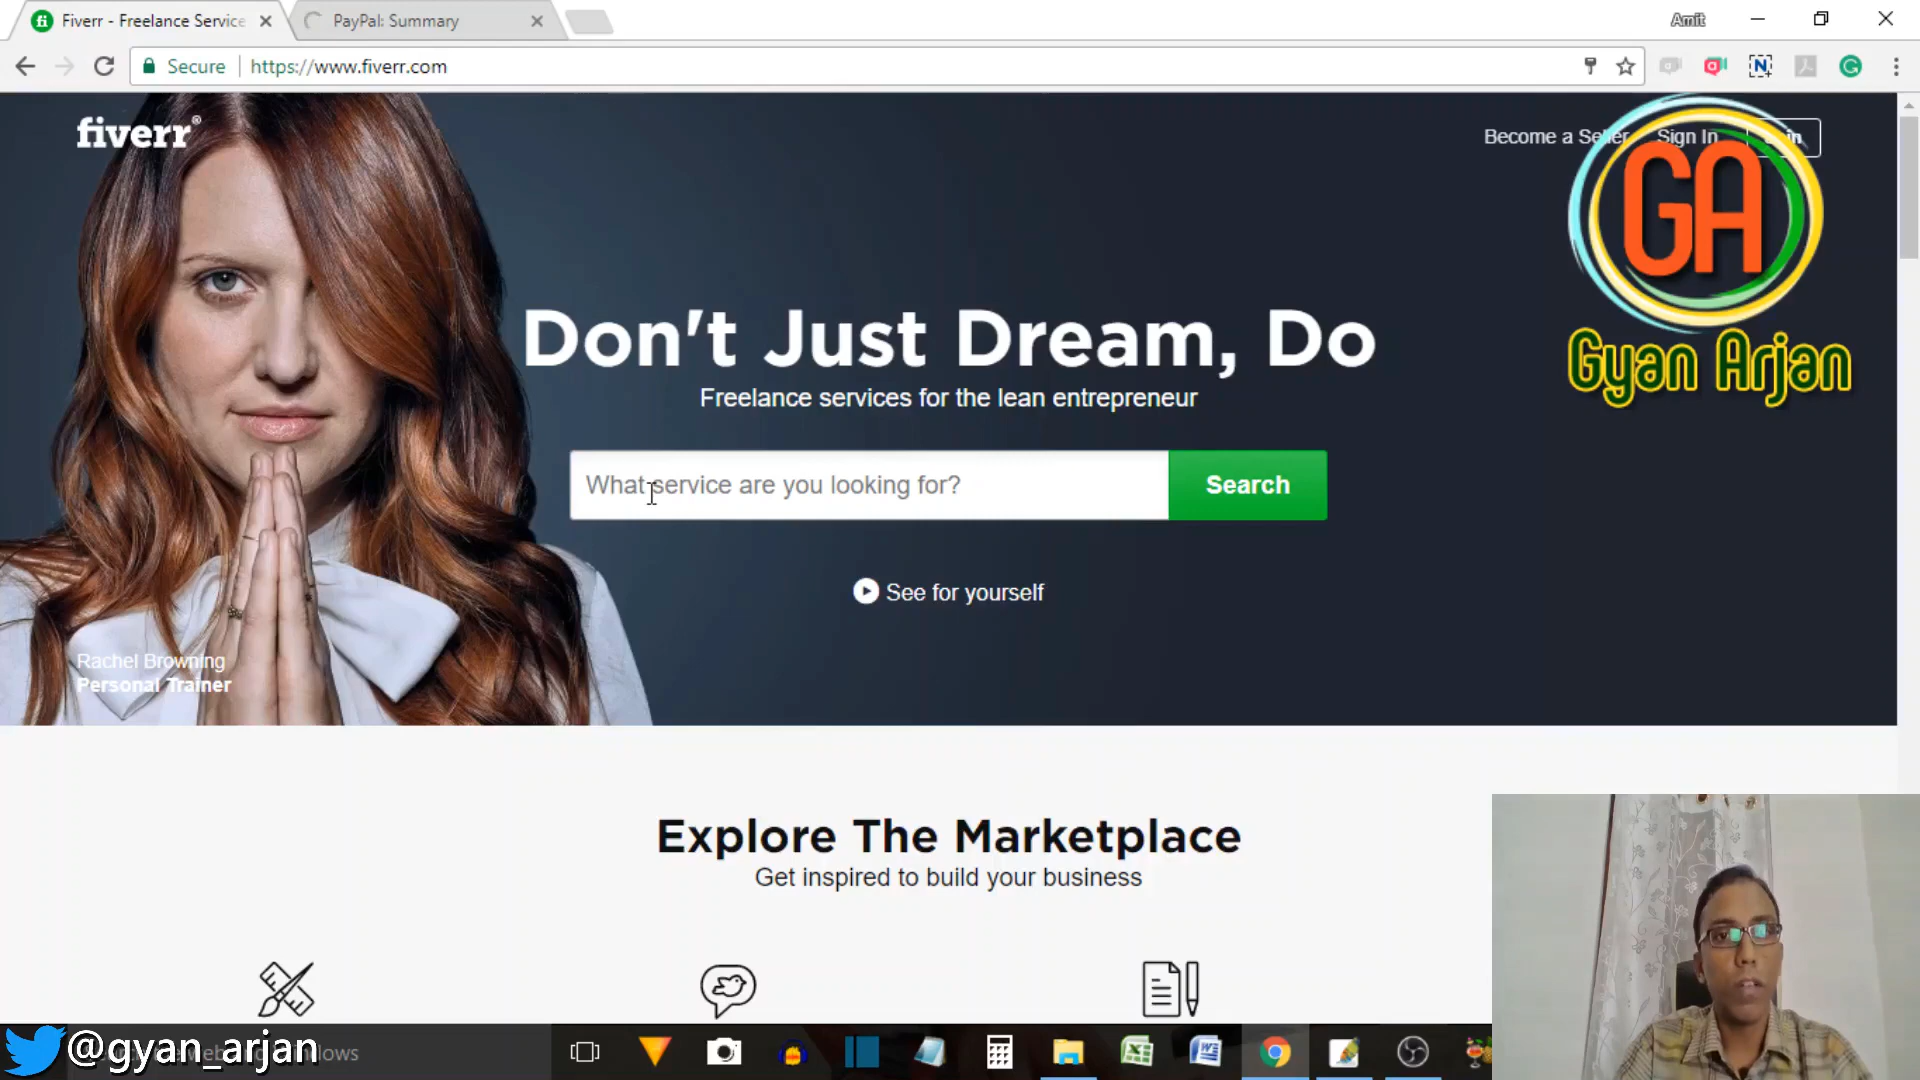 Fiverr - Freelance Service
PayPal: Summary
Amit
Secure
https://www.fiverr.com
fiverr®
Become a Seller
Sign In
GA
Gyan Arjan
Don't Just Dream, Do
Freelance services for the lean entrepreneur
What service are you looking for?
Search
See for yourself
Rachel Browning
Personal Trainer
Explore The Marketplace
Get inspired to build your business
@gyan_arjan